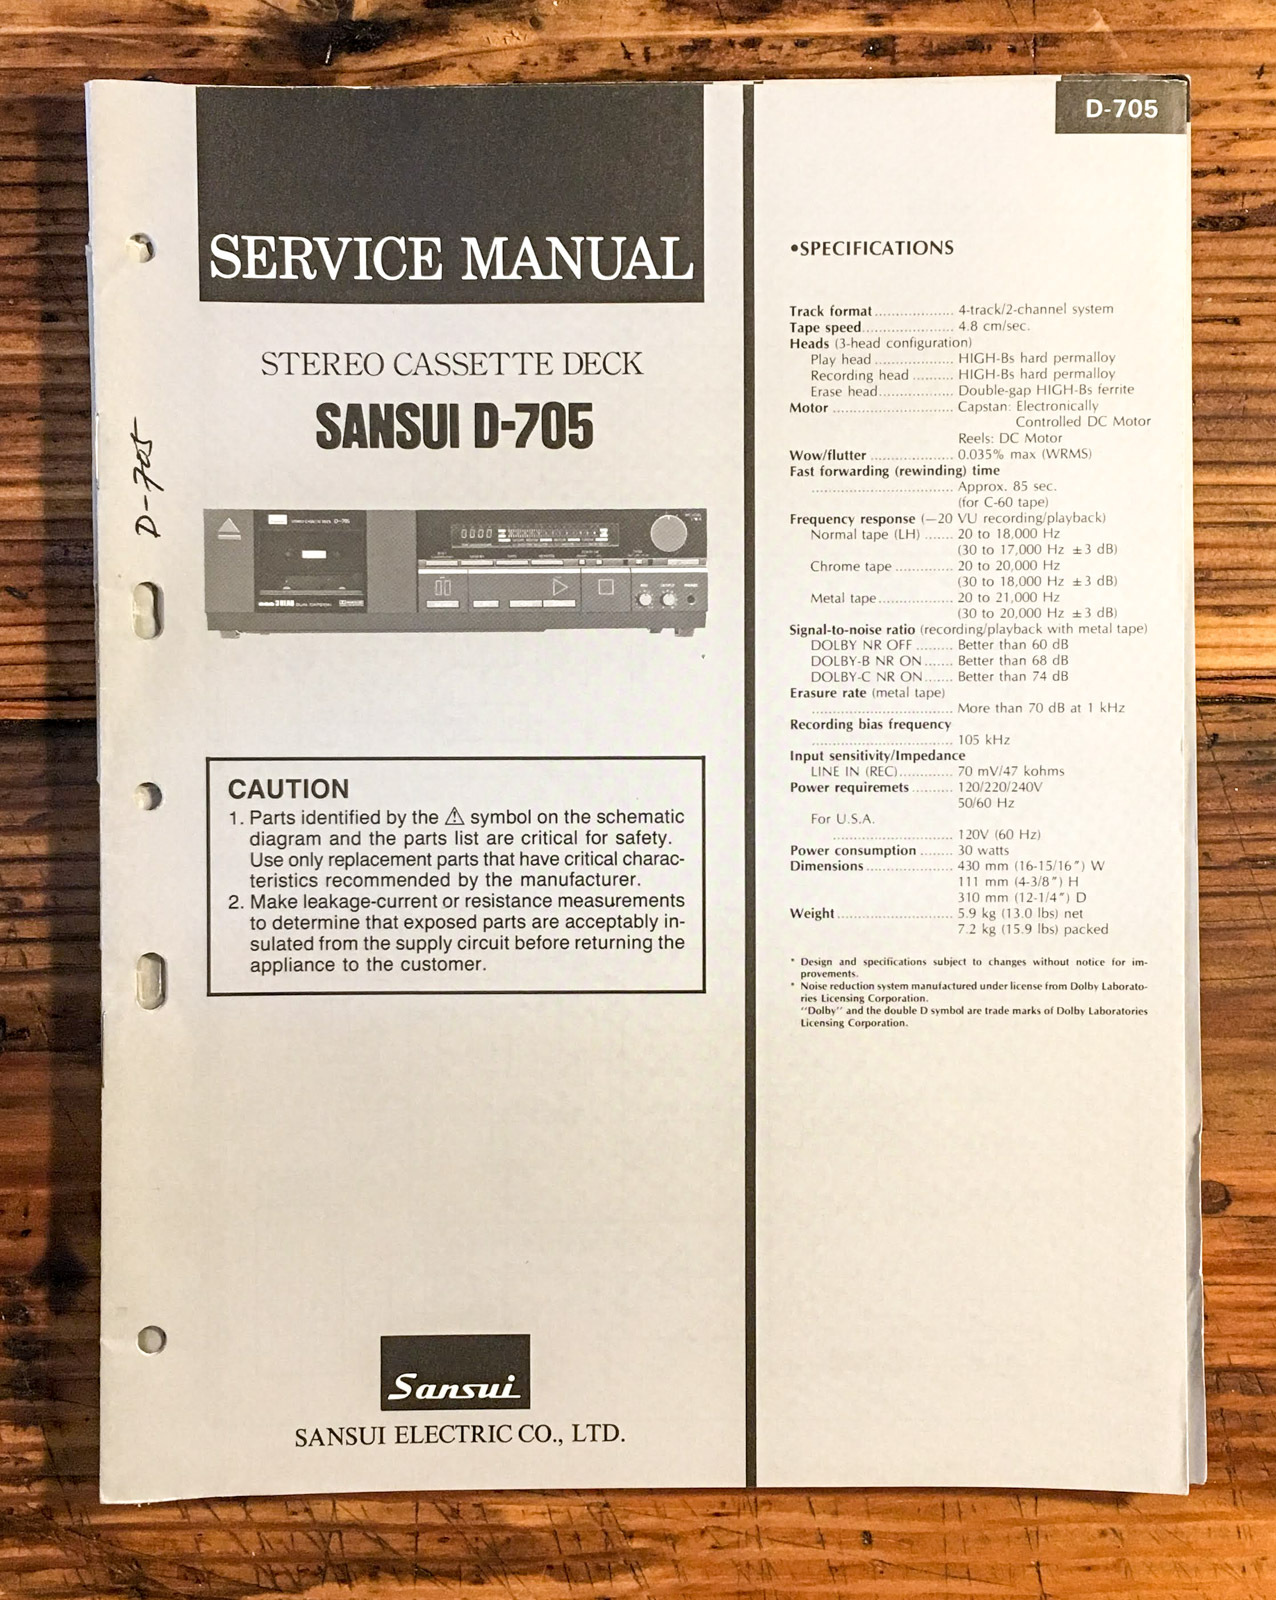 SERVICE MANUAL
STEREO CASSETTE DECK
SANSUI D-705
D-705
CAUTION
1. Parts identified by the ⚠ symbol on the schematic
diagram and the parts list are critical for safety.
Use only replacement parts that have critical charac-
teristics recommended by the manufacturer.
2. Make leakage-current or resistance measurements
to determine that exposed parts are acceptably in-
sulated from the supply circuit before returning the
appliance to the customer.
Sansui
SANSUI ELECTRIC CO., LTD.
D-705
•SPECIFICATIONS
Track format ................... 4-track/2-channel system
Tape speed ...................... 4.8 cm/sec.
Heads (3-head configuration)
Play head ................... HIGH-Bs hard permalloy
Recording head .......... HIGH-Bs hard permalloy
Erase head .................. Double-gap HIGH-Bs ferrite
Motor ............................. Capstan: Electronically
Controlled DC Motor
Reels: DC Motor
Wow/flutter .................... 0.035% max (WRMS)
Fast forwarding (rewinding) time
.................................. Approx. 85 sec.
(for C-60 tape)
Frequency response (−20 VU recording/playback)
Normal tape (LH) ....... 20 to 18,000 Hz
(30 to 17,000 Hz ±3 dB)
Chrome tape .............. 20 to 20,000 Hz
(30 to 18,000 Hz ±3 dB)
Metal tape .................. 20 to 21,000 Hz
(30 to 20,000 Hz ±3 dB)
Signal-to-noise ratio (recording/playback with metal tape)
DOLBY NR OFF ......... Better than 60 dB
DOLBY-B NR ON ....... Better than 68 dB
DOLBY-C NR ON ....... Better than 74 dB
Erasure rate (metal tape)
.................................. More than 70 dB at 1 kHz
Recording bias frequency
.................................. 105 kHz
Input sensitivity/Impedance
LINE IN (REC) ............. 70 mV/47 kohms
Power requiremets .......... 120/220/240V
50/60 Hz
For U.S.A.
............................. 120V (60 Hz)
Power consumption ........ 30 watts
Dimensions ..................... 430 mm (16-15/16") W
111 mm (4-3/8") H
310 mm (12-1/4") D
Weight ............................ 5.9 kg (13.0 lbs) net
7.2 kg (15.9 lbs) packed
* Design and specifications subject to changes without notice for im-
provements.
* Noise reduction system manufactured under license from Dolby Laborato-
ries Licensing Corporation.
"Dolby" and the double D symbol are trade marks of Dolby Laboratories
Licensing Corporation.